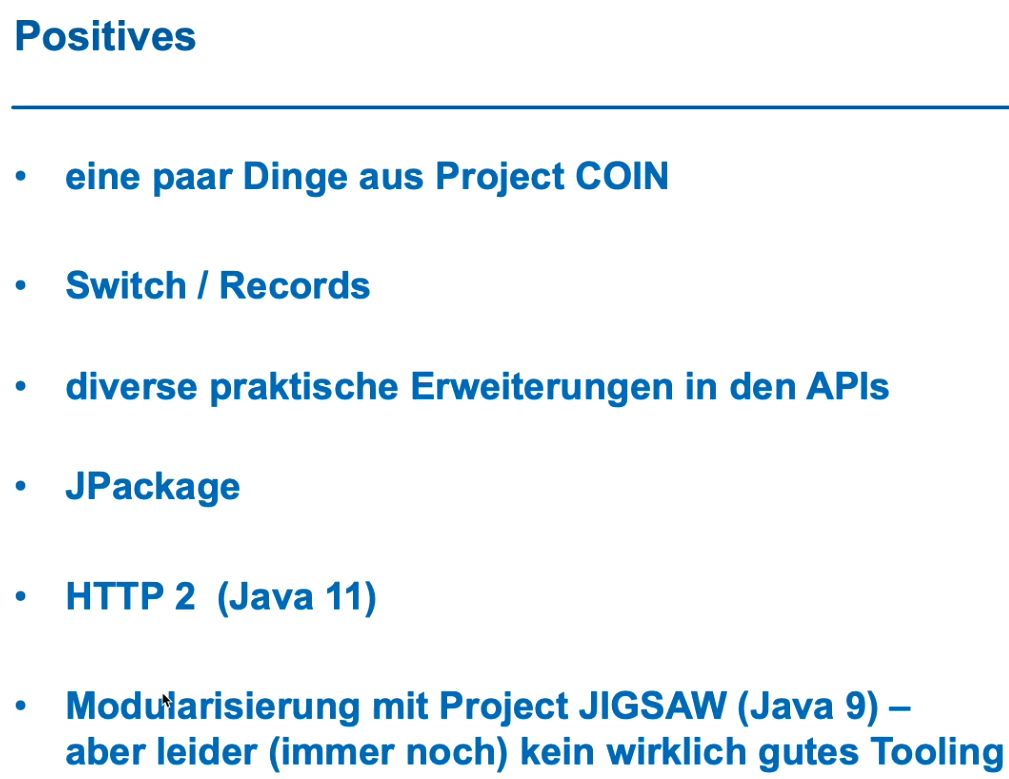 Positives
• eine paar Dinge aus Project COIN
• Switch / Records
• diverse praktische Erweiterungen in den APIs
• JPackage
• HTTP 2  (Java 11)
• Modularisierung mit Project JIGSAW (Java 9) –
aber leider (immer noch) kein wirklich gutes Tooling